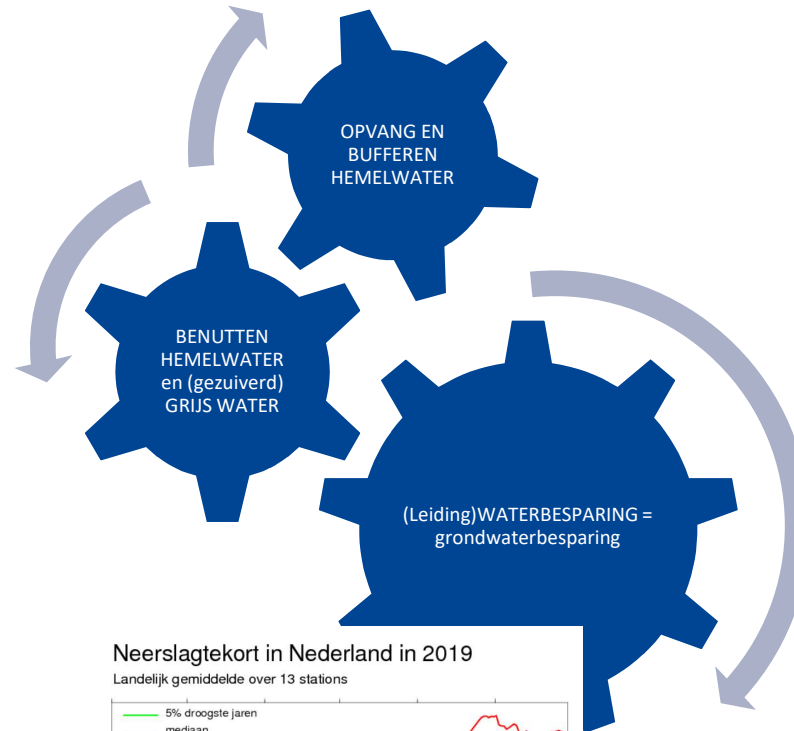 OPVANG EN
BUFFEREN
HEMELWATER
BENUTTEN
HEMELWATER
en (gezuiverd)
GRIJS WATER
(Leiding)WATERBESPARING =
grondwaterbesparing
Neerslagtekort in Nederland in 2019
Landelijk gemiddelde over 13 stations
5% droogste jaren
mediaan